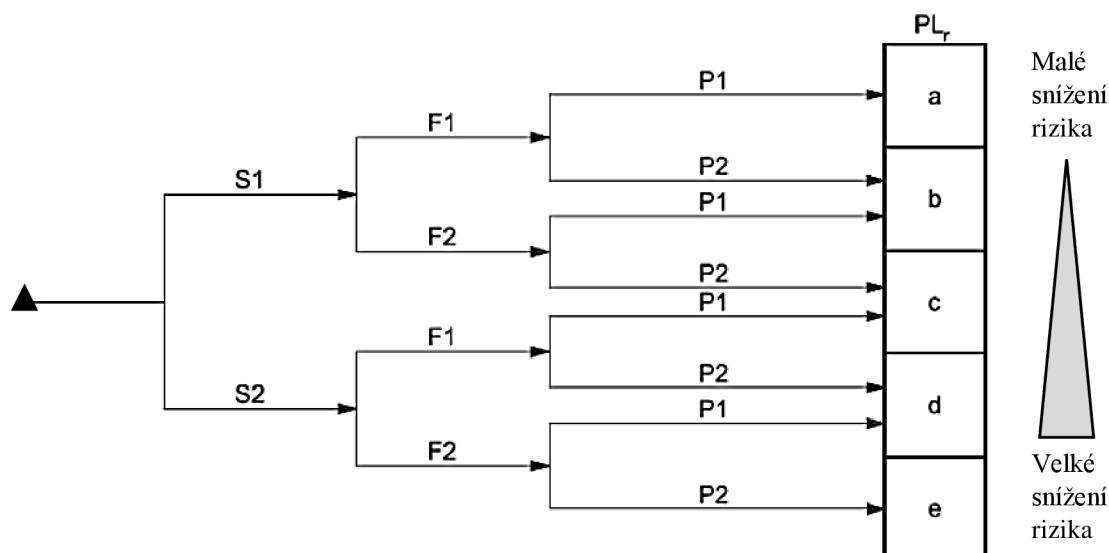 PLr
Malé
snížení
rizika
P1
a
F1
S1
P2
b
P1
F2
P2
c
P1
F1
P2
d
S2
P1
F2
P2
e
Velké
snížení
rizika